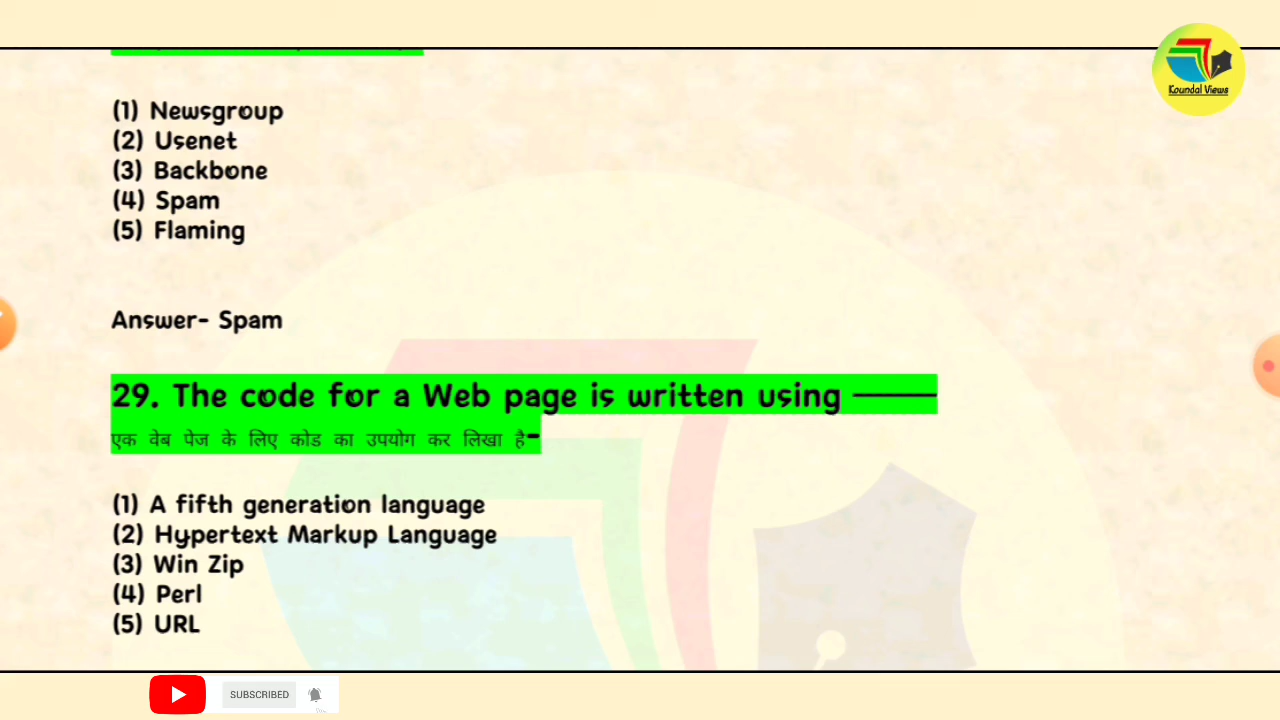 (1) Newsgroup
(2) Usenet
(3) Backbone
(4) Spam
(5) Flaming
Answer- Spam
29. The code for a Web page is written using ———
एक वेब पेज के लिए कोड का उपयोग कर लिखा है-
(1) A fifth generation language
(2) Hypertext Markup Language
(3) Win Zip
(4) Perl
(5) URL
Koundal Views
SUBSCRIBED